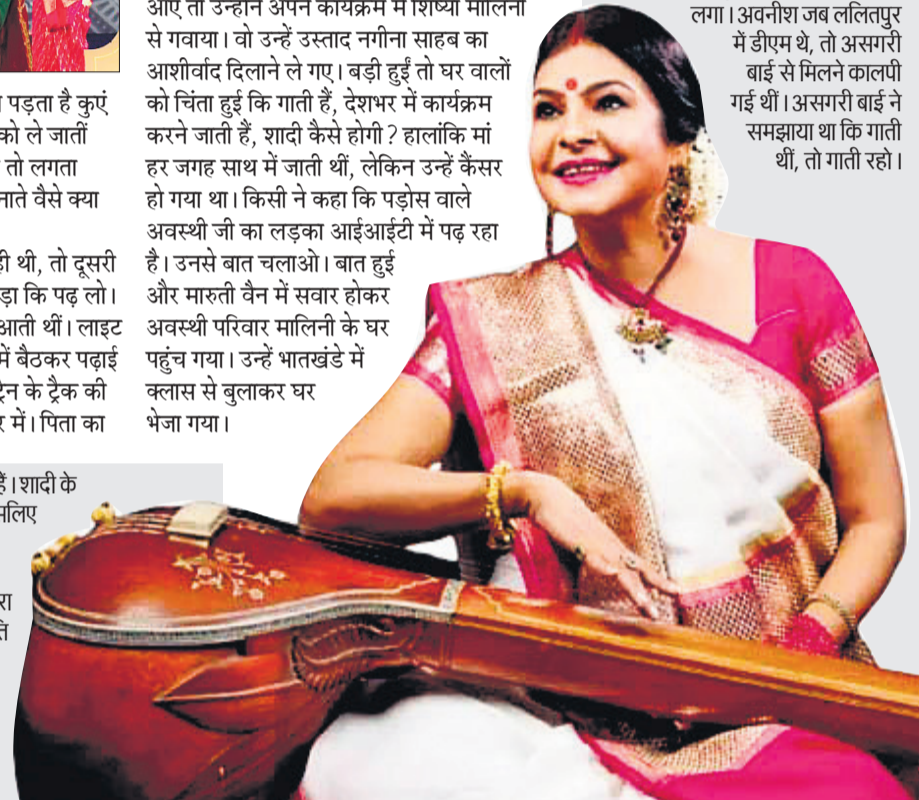 पड़ता है कुएं
को ले जातीं
तो लगता
नाते वैसे क्या
ही थी, तो दूसरी
ड़ा कि पढ़ लो।
आती थीं। लाइट
में बैठकर पढ़ाई
ट्रेन के ट्रैक की
र में। पिता का
हैं। शादी के
आए तो उन्होंने अपने कार्यक्रम में शिष्या मालिनी
से गवाया। वो उन्हें उस्ताद नगीना साहब का
आशीर्वाद दिलाने ले गए। बड़ी हुईं तो घर वालों
को चिंता हुई कि गाती हैं, देशभर में कार्यक्रम
करने जाती हैं, शादी कैसे होगी? हालांकि मां
हर जगह साथ में जाती थीं, लेकिन उन्हें कैंसर
हो गया था। किसी ने कहा कि पड़ोस वाले
अवस्थी जी का लड़का आईआईटी में पढ़ रहा
है। उनसे बात चलाओ। बात हुई
और मारुती वैन में सवार होकर
अवस्थी परिवार मालिनी के घर
पहुंच गया। उन्हें भातखंडे में
क्लास से बुलाकर घर
भेजा गया।
लगा। अवनीश जब ललितपुर
में डीएम थे, तो असगरी
बाई से मिलने कालपी
गई थीं। असगरी बाई ने
समझाया था कि गाती
थीं, तो गाती रहो।